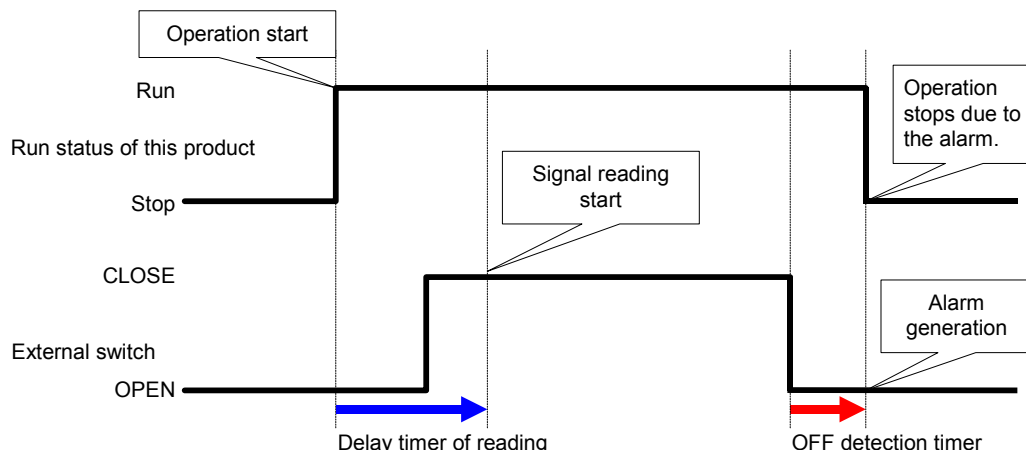 Operation start
Run
Operation
stops due to
the alarm.
Run status of this product
Signal reading
start
Stop
CLOSE
Alarm
generation
External switch
OPEN
Delay timer of reading
OFF detection timer